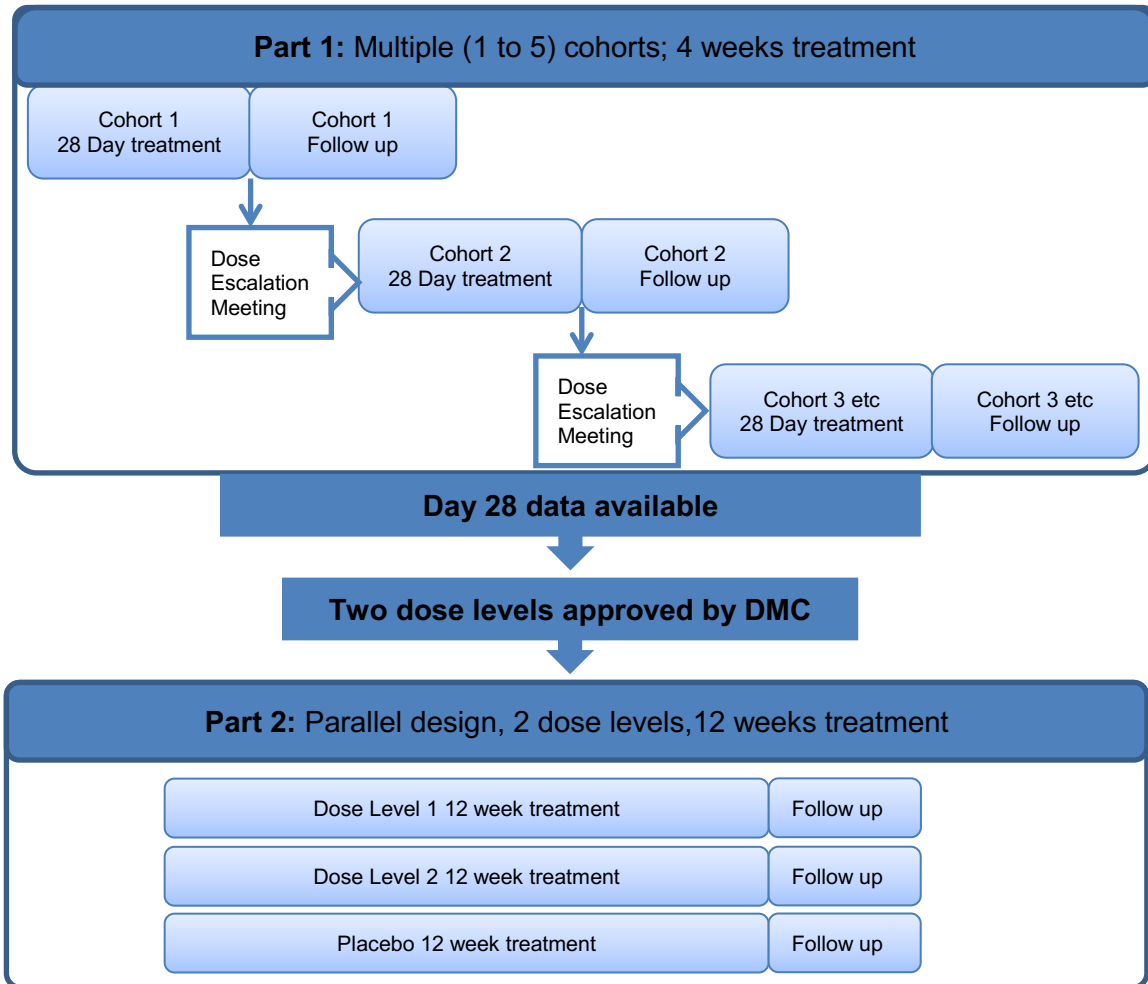 Part 1: Multiple (1 to 5) cohorts; 4 weeks treatment
Cohort 1
28 Day treatment
Cohort 1
Follow up
Dose
Escalation
Meeting
Cohort 2
28 Day treatment
Cohort 2
Follow up
Dose
Escalation
Meeting
Cohort 3 etc
28 Day treatment
Cohort 3 etc
Follow up
Day 28 data available
Two dose levels approved by DMC
Part 2: Parallel design, 2 dose levels,12 weeks treatment
Dose Level 1 12 week treatment
Follow up
Dose Level 2 12 week treatment
Follow up
Placebo 12 week treatment
Follow up